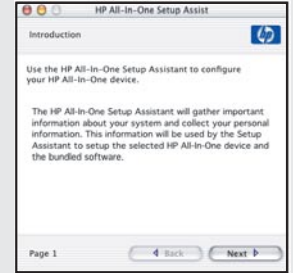 HP All-In-One Setup Assist
Introduction
hp
Use the HP All-In-One Setup Assistant to configure
your HP All-In-One device.
The HP All-In-One Setup Assistant will gather important
information about your system and collect your personal
information. This information will be used by the Setup
Assistant to setup the selected HP All-In-One device and
the bundled software.
Page 1
Back
Next